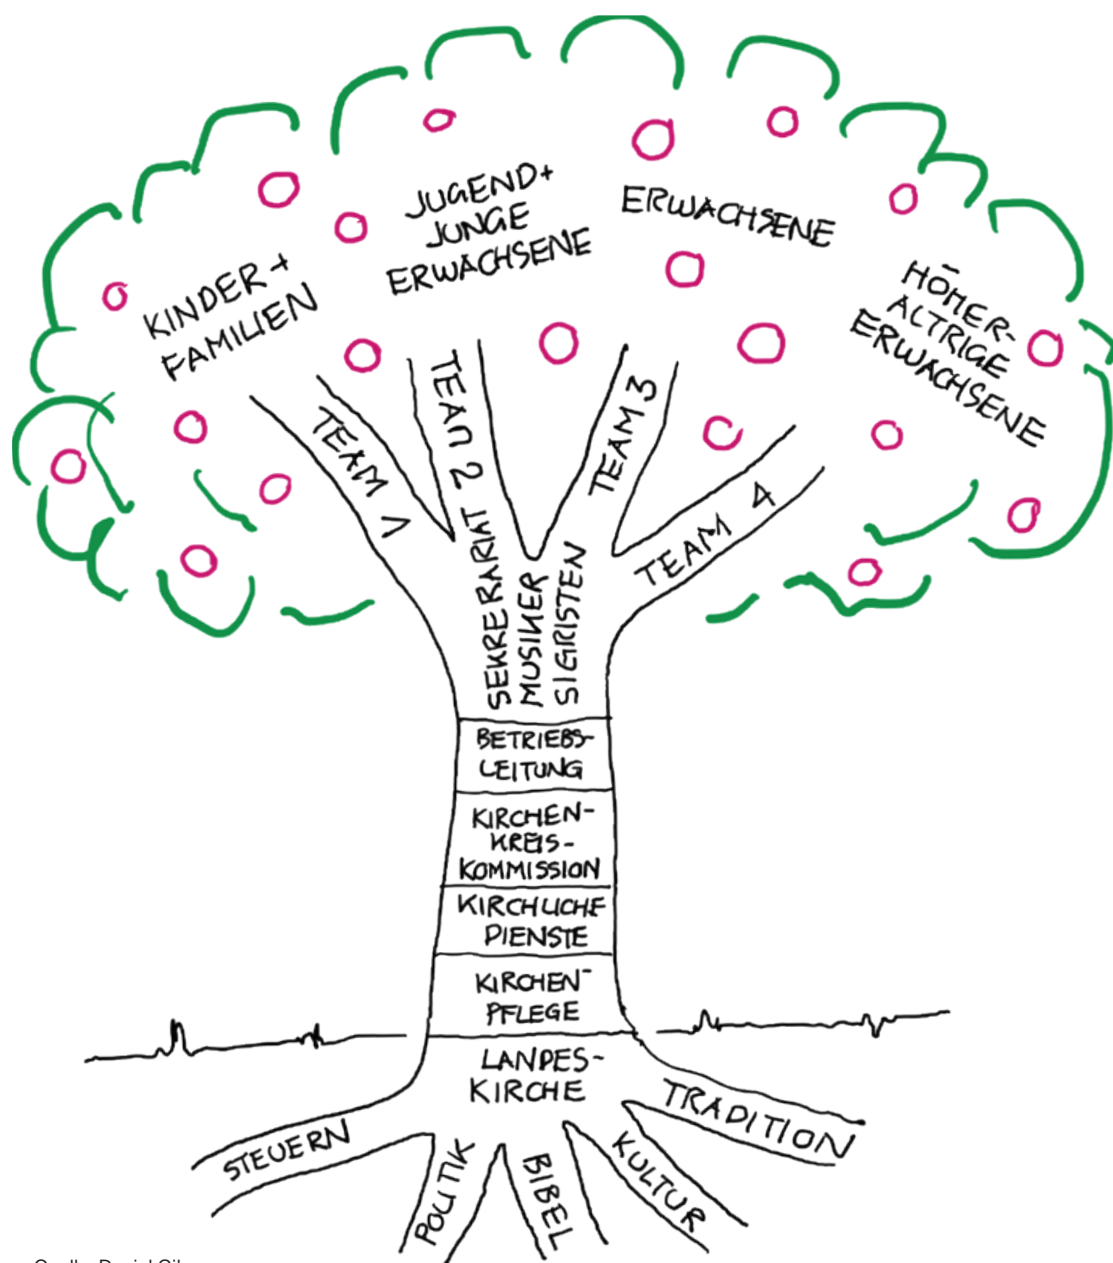 JUGEND+
JUNGE
ERWACHSENE
ERWACHSENE
KINDER+
FAMILIEN
HÖHER-
ALTRIGE
ERWACHSENE
TEAM 1
TEAM 2
TEAM 3
TEAM 4
SEKRERARIAT
MUSIKER
SIGRISTEN
BETRIEBS-
LEITUNG
KIRCHEN-
KREIS-
KOMMISSION
KIRCHLICHE
DIENSTE
KIRCHEN-
PFLEGE
LANDES-
KIRCHE
STEUERN
POLITIK
BIBEL
KULTUR
TRADITION